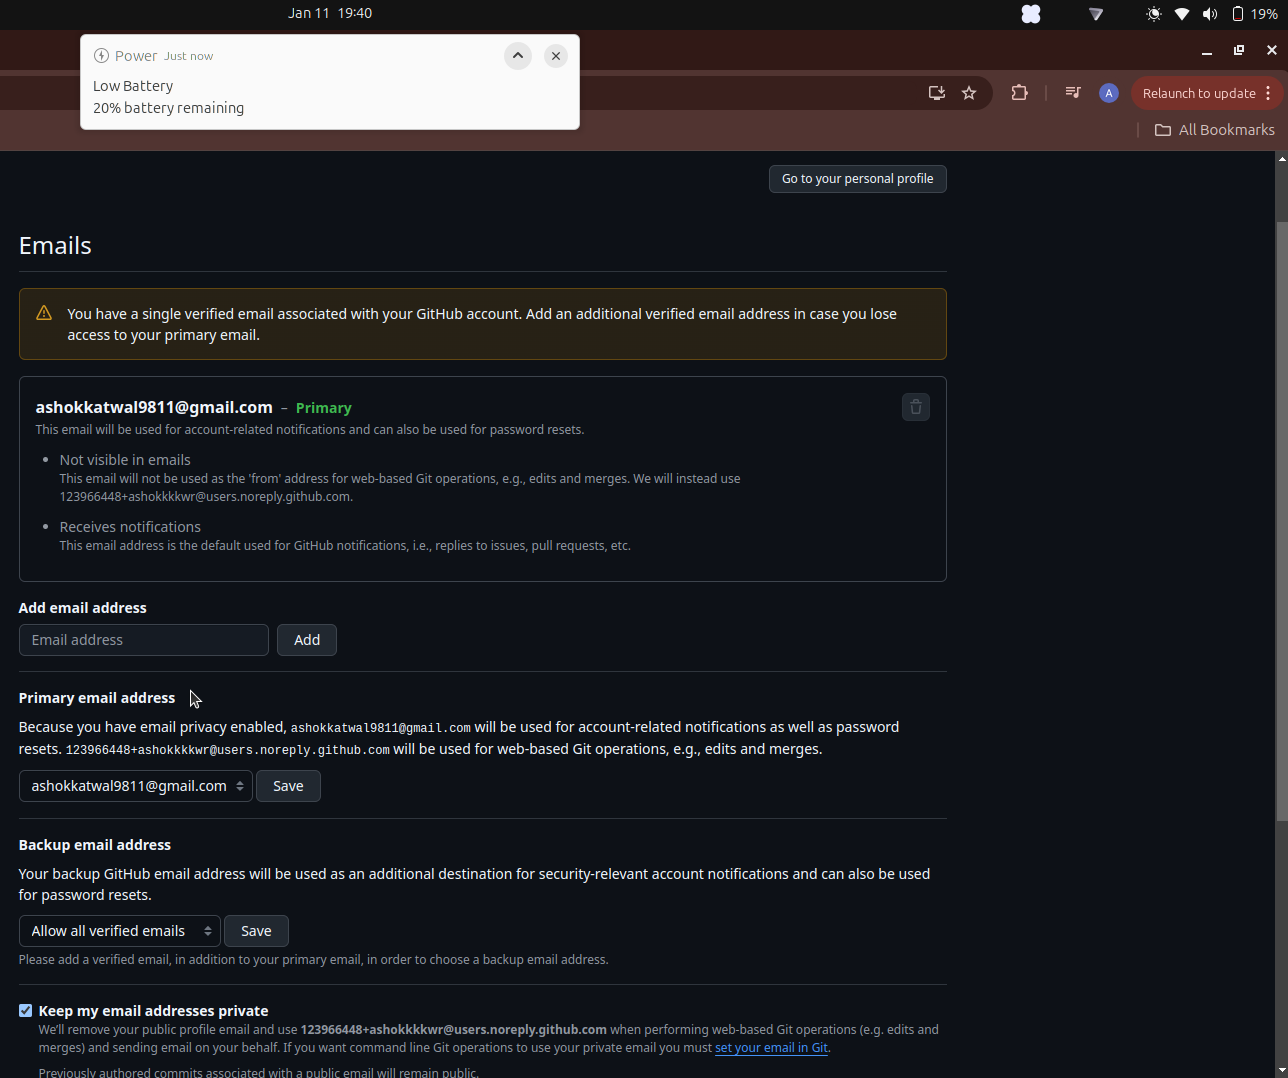 Jan 11 19:40
19%
Power Just now
Low Battery
20% battery remaining
A
Relaunch to update
All Bookmarks
Go to your personal profile
Emails
You have a single verified email associated with your GitHub account. Add an additional verified email address in case you lose
access to your primary email.
ashokkatwal9811@gmail.com – Primary
This email will be used for account-related notifications and can also be used for password resets.
• Not visible in emails
This email will not be used as the 'from' address for web-based Git operations, e.g., edits and merges. We will instead use
123966448+ashokkkkwr@users.noreply.github.com.
• Receives notifications
This email address is the default used for GitHub notifications, i.e., replies to issues, pull requests, etc.
Add email address
Email address Add
Primary email address
Because you have email privacy enabled, ashokkatwal9811@gmail.com will be used for account-related notifications as well as password
resets. 123966448+ashokkkkwr@users.noreply.github.com will be used for web-based Git operations, e.g., edits and merges.
ashokkatwal9811@gmail.com Save
Backup email address
Your backup GitHub email address will be used as an additional destination for security-relevant account notifications and can also be used
for password resets.
Allow all verified emails Save
Please add a verified email, in addition to your primary email, in order to choose a backup email address.
Keep my email addresses private
We'll remove your public profile email and use 123966448+ashokkkkwr@users.noreply.github.com when performing web-based Git operations (e.g. edits and
merges) and sending email on your behalf. If you want command line Git operations to use your private email you must set your email in Git.
Previously authored commits associated with a public email will remain public.